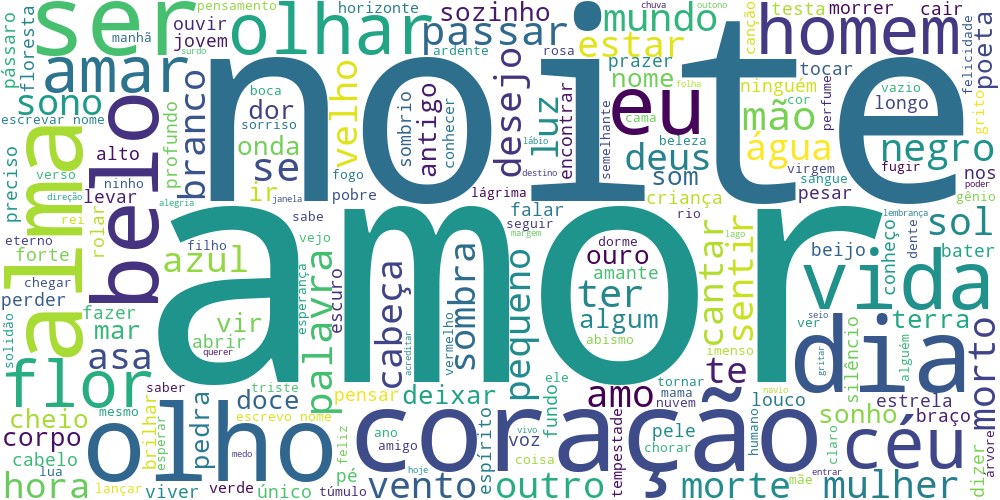 ser
olhar
noite
amor
homem
mundo
passar
sozinho
horizonte
pensamento
ouvir
jovem
manhã
surdo
pássaro
floresta
amar
sono
escrevar nome
belo
branco
profundo
dor
boca
sorriso
velho
sombrio
antigo
conhecer
desejo
ardente
rosa
luz
encontrar
estar
prazer
nome
eu
semelhante
cama
beleza
folha
deus
som
mão
ninguém
cor
canção
chuva
outono
testa
morrer
cair
tocar
perfume
água
virgem
sangue
pesar
vazio
longo
negro
fugir
felicidade
grito
poeta
nos
poder
gênio
alma
preciso
verso
alto
ninho
levar
direção
rei
alegria
onda
se
ir
janela
fogo
pobre
lágrima
lábio
destino
criança
rio
eterno
forte
chegar
perder
solidão
fazer
mar
rolar
azul
filho
sabe
vejo
esperança
escuro
falar
seguir
margem
dorme
ouro
amante
ter
algum
abismo
cantar
sentir
lago
imenso
beijo
conheço
dente
lembrança
sol
bater
vida
terra
seio
ver
gritar
silêncio
alguém
dia
morto
vir
abrir
querer
palavra
acreditar
cabeça
vermelho
sombra
pequeno
asa
flor
saber
triste
doce
pensar
deixar
ele
amo
tornar
mama
nuvem
te
navio
louco
sonho
estrela
braço
cheio
mesmo
corpo
cabelo
lua
brilhar
esperar
pedra
olho
escrevo nome
feliz
ano
amigo
coração
espírito
voz
fundo
coisa
tempestade
pele
chorar
humano
claro
céu
árvore
dizer
hora
lançar
viver
verde
único
medo
túmulo
pé
vento
hoje
vivo
outro
morte
mãe
entrar
mulher